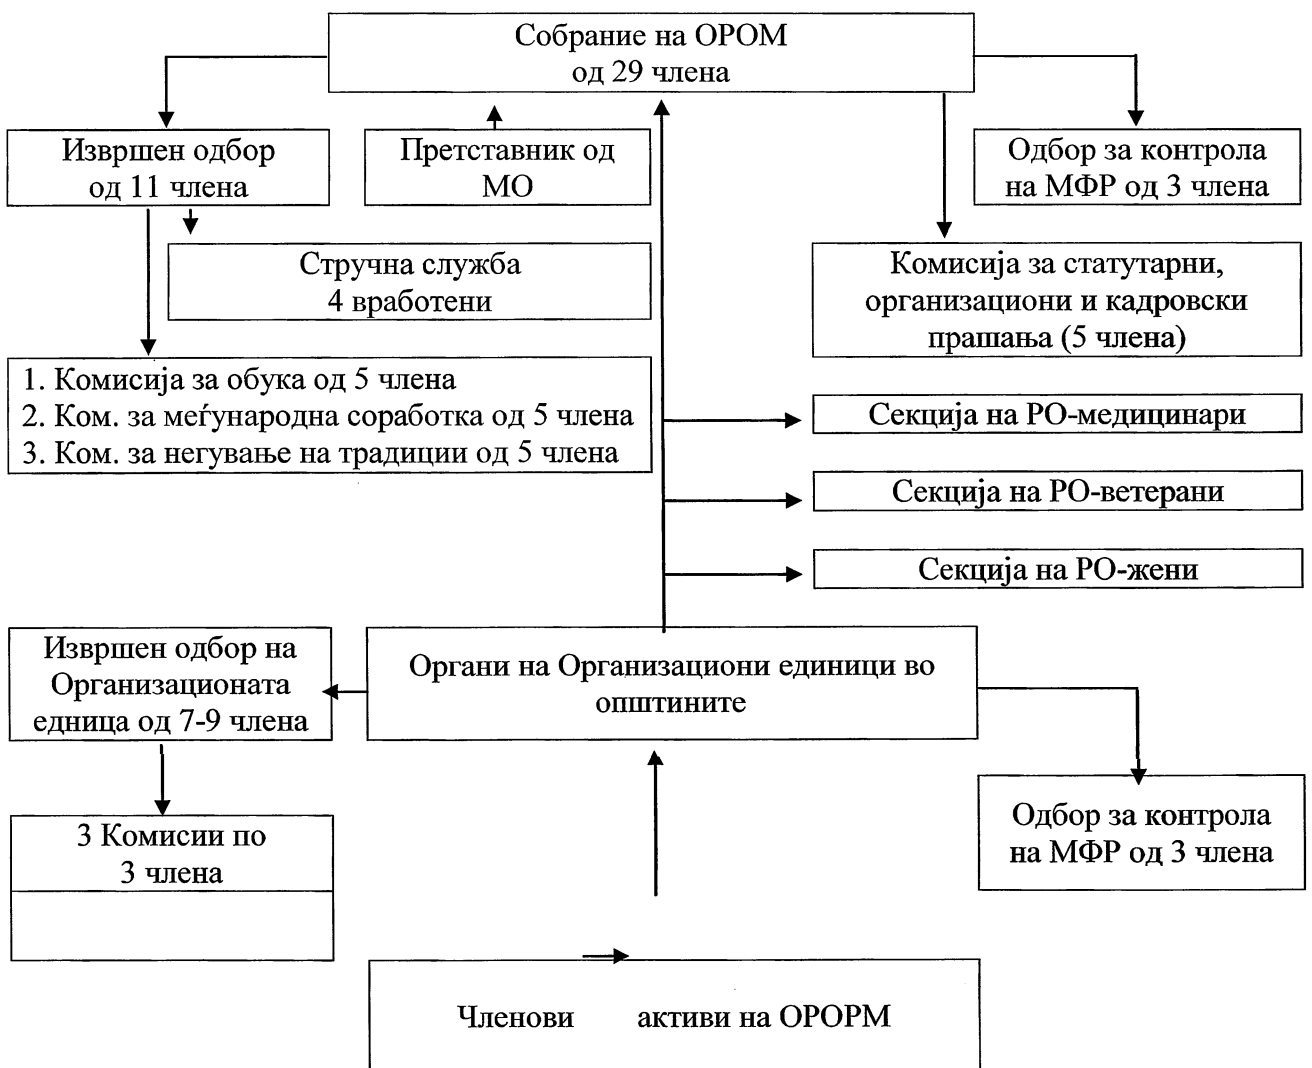 Собрание на ОРОМ
од 29 члена
Извршен одбор
од 11 члена
Претставник од
МО
Одбор за контрола
на МФР од 3 члена
Стручна служба
4 вработени
Комисија за статутарни,
организациони и кадровски
прашања (5 члена)
1. Комисија за обука од 5 члена
2. Ком. за меѓународна соработка од 5 члена
3. Ком. за негување на традиции од 5 члена
Секција на РО-медицинари
Секција на РО-ветерани
Секција на РО-жени
Извршен одбор на
Организационата
едница од 7-9 члена
Органи на Организациони единици во
општините
3 Комисии по
3 члена
Одбор за контрола
на МФР од 3 члена
Членови активи на ОРОРМ